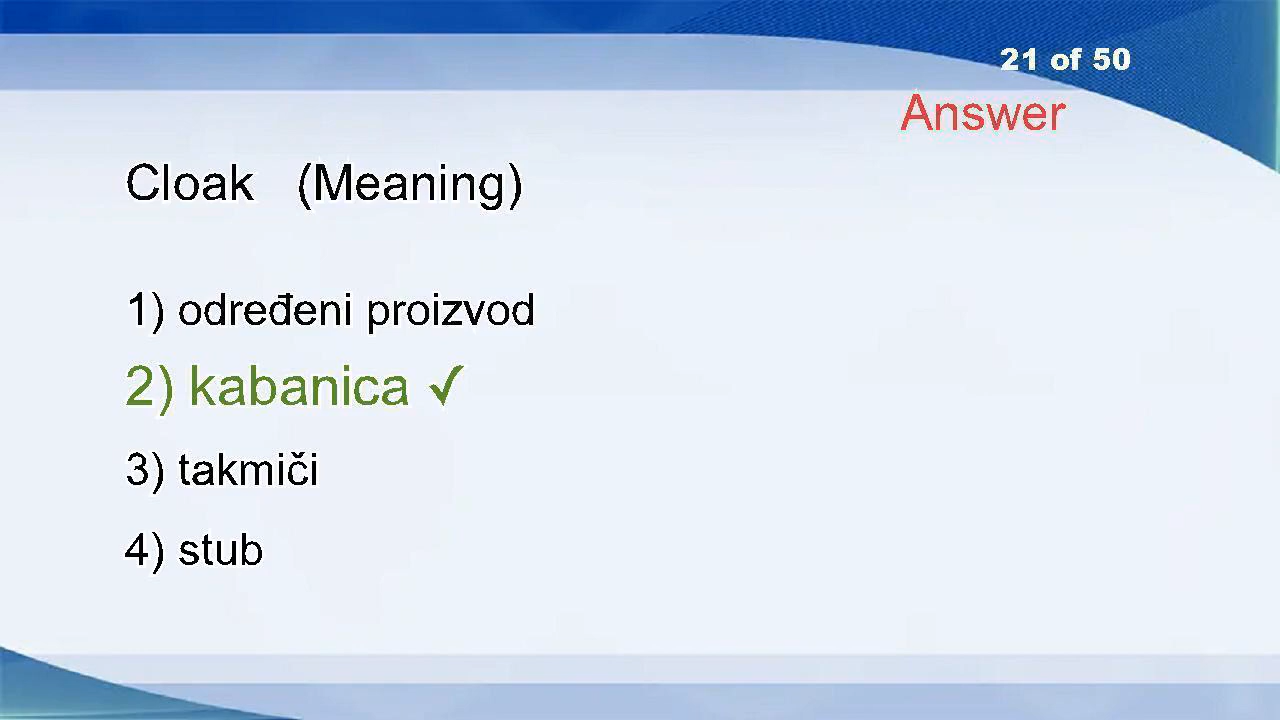 21 of 50
Answer
Cloak (Meaning)
1) određeni proizvod
2) kabanica ✓
3) takmiči
4) stub